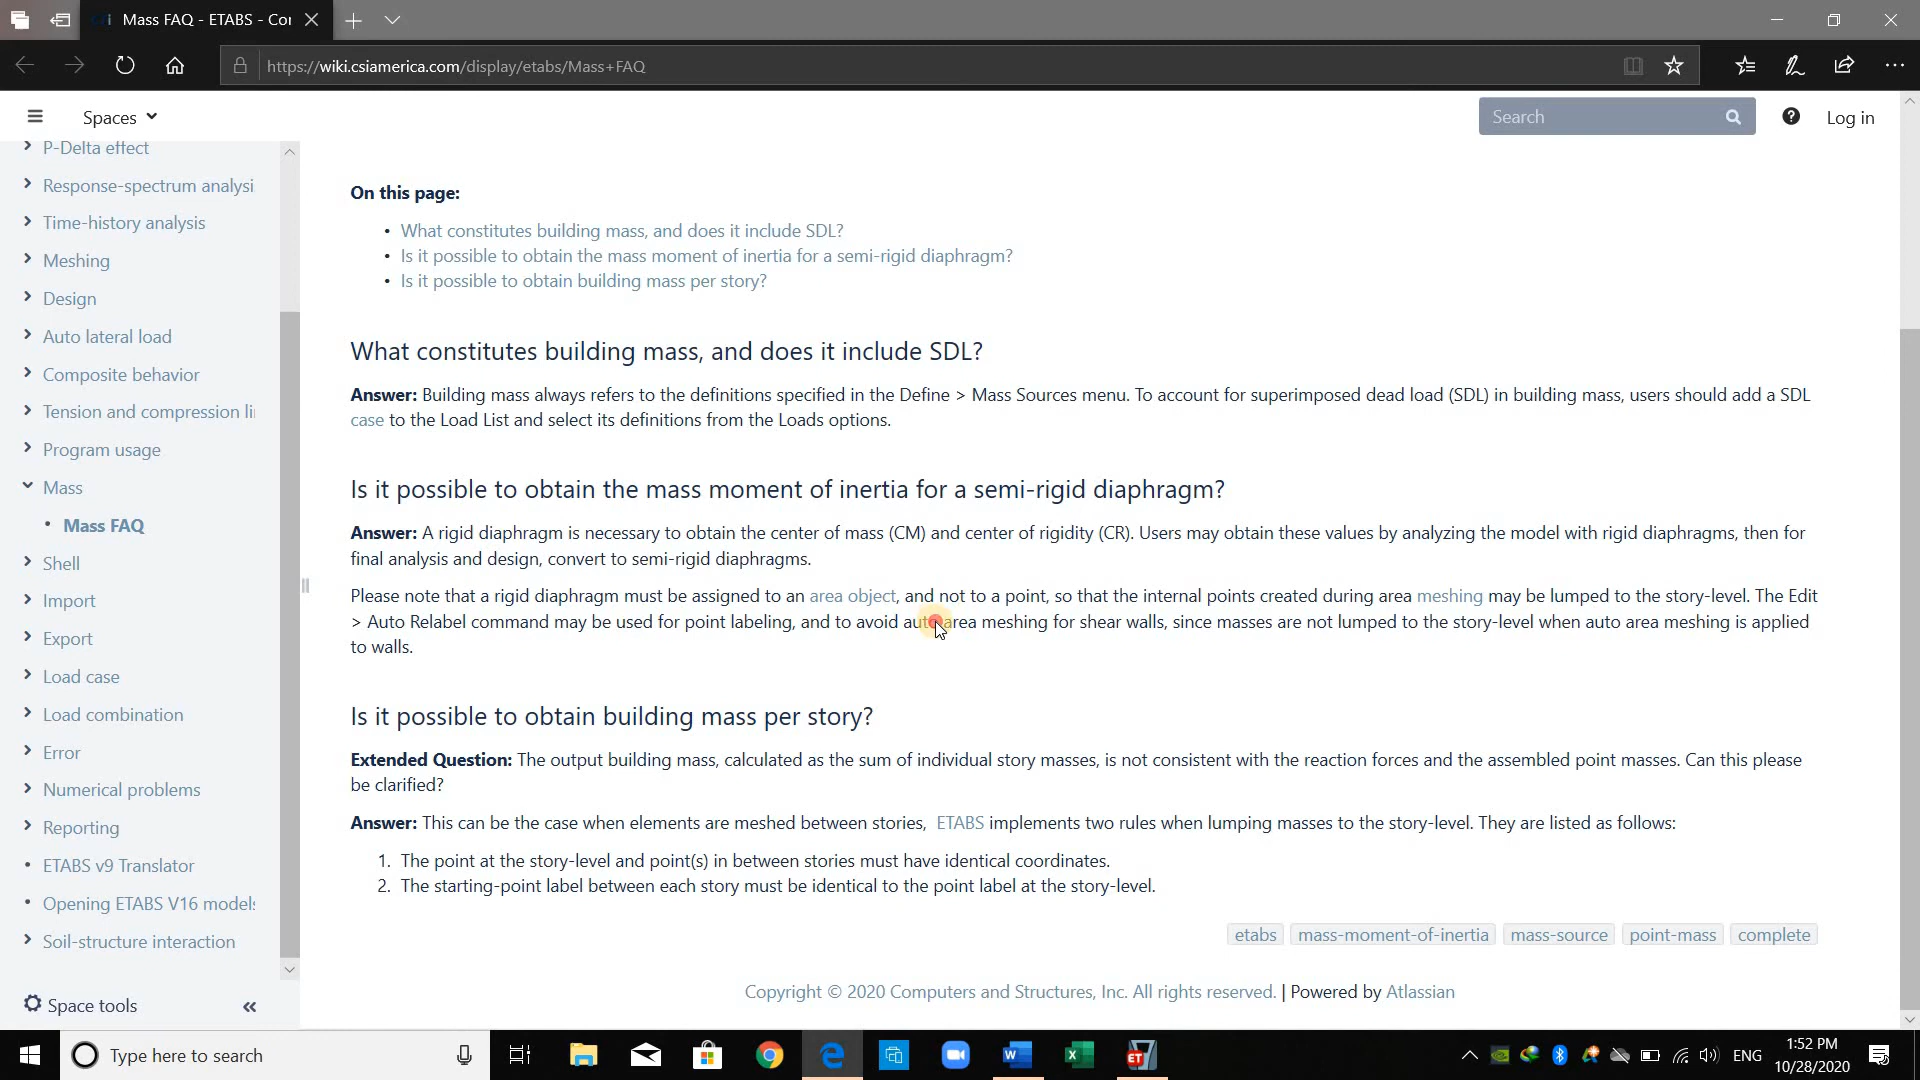 Mass FAQ - ETABS - Cor
https://wiki.csiamerica.com/display/etabs/Mass+FAQ
Spaces
Search
Log in
P-Delta effect
Response-spectrum analysi
Time-history analysis
Meshing
Design
Auto lateral load
Composite behavior
Tension and compression li
Program usage
Mass
• Mass FAQ
Shell
Import
Export
Load case
Load combination
Error
Numerical problems
Reporting
• ETABS v9 Translator
• Opening ETABS V16 models
Soil-structure interaction
Space tools
On this page:
• What constitutes building mass, and does it include SDL?
• Is it possible to obtain the mass moment of inertia for a semi-rigid diaphragm?
• Is it possible to obtain building mass per story?
What constitutes building mass, and does it include SDL?
Answer: Building mass always refers to the definitions specified in the Define > Mass Sources menu. To account for superimposed dead load (SDL) in building mass, users should add a SDL
case to the Load List and select its definitions from the Loads options.
Is it possible to obtain the mass moment of inertia for a semi-rigid diaphragm?
Answer: A rigid diaphragm is necessary to obtain the center of mass (CM) and center of rigidity (CR). Users may obtain these values by analyzing the model with rigid diaphragms, then for
final analysis and design, convert to semi-rigid diaphragms.
Please note that a rigid diaphragm must be assigned to an area object, and not to a point, so that the internal points created during area meshing may be lumped to the story-level. The Edit
> Auto Relabel command may be used for point labeling, and to avoid auto area meshing for shear walls, since masses are not lumped to the story-level when auto area meshing is applied
to walls.
Is it possible to obtain building mass per story?
Extended Question: The output building mass, calculated as the sum of individual story masses, is not consistent with the reaction forces and the assembled point masses. Can this please
be clarified?
Answer: This can be the case when elements are meshed between stories, ETABS implements two rules when lumping masses to the story-level. They are listed as follows:
1. The point at the story-level and point(s) in between stories must have identical coordinates.
2. The starting-point label between each story must be identical to the point label at the story-level.
etabs mass-moment-of-inertia mass-source point-mass complete
Copyright © 2020 Computers and Structures, Inc. All rights reserved. | Powered by Atlassian
Type here to search
ENG
1:52 PM
10/28/2020